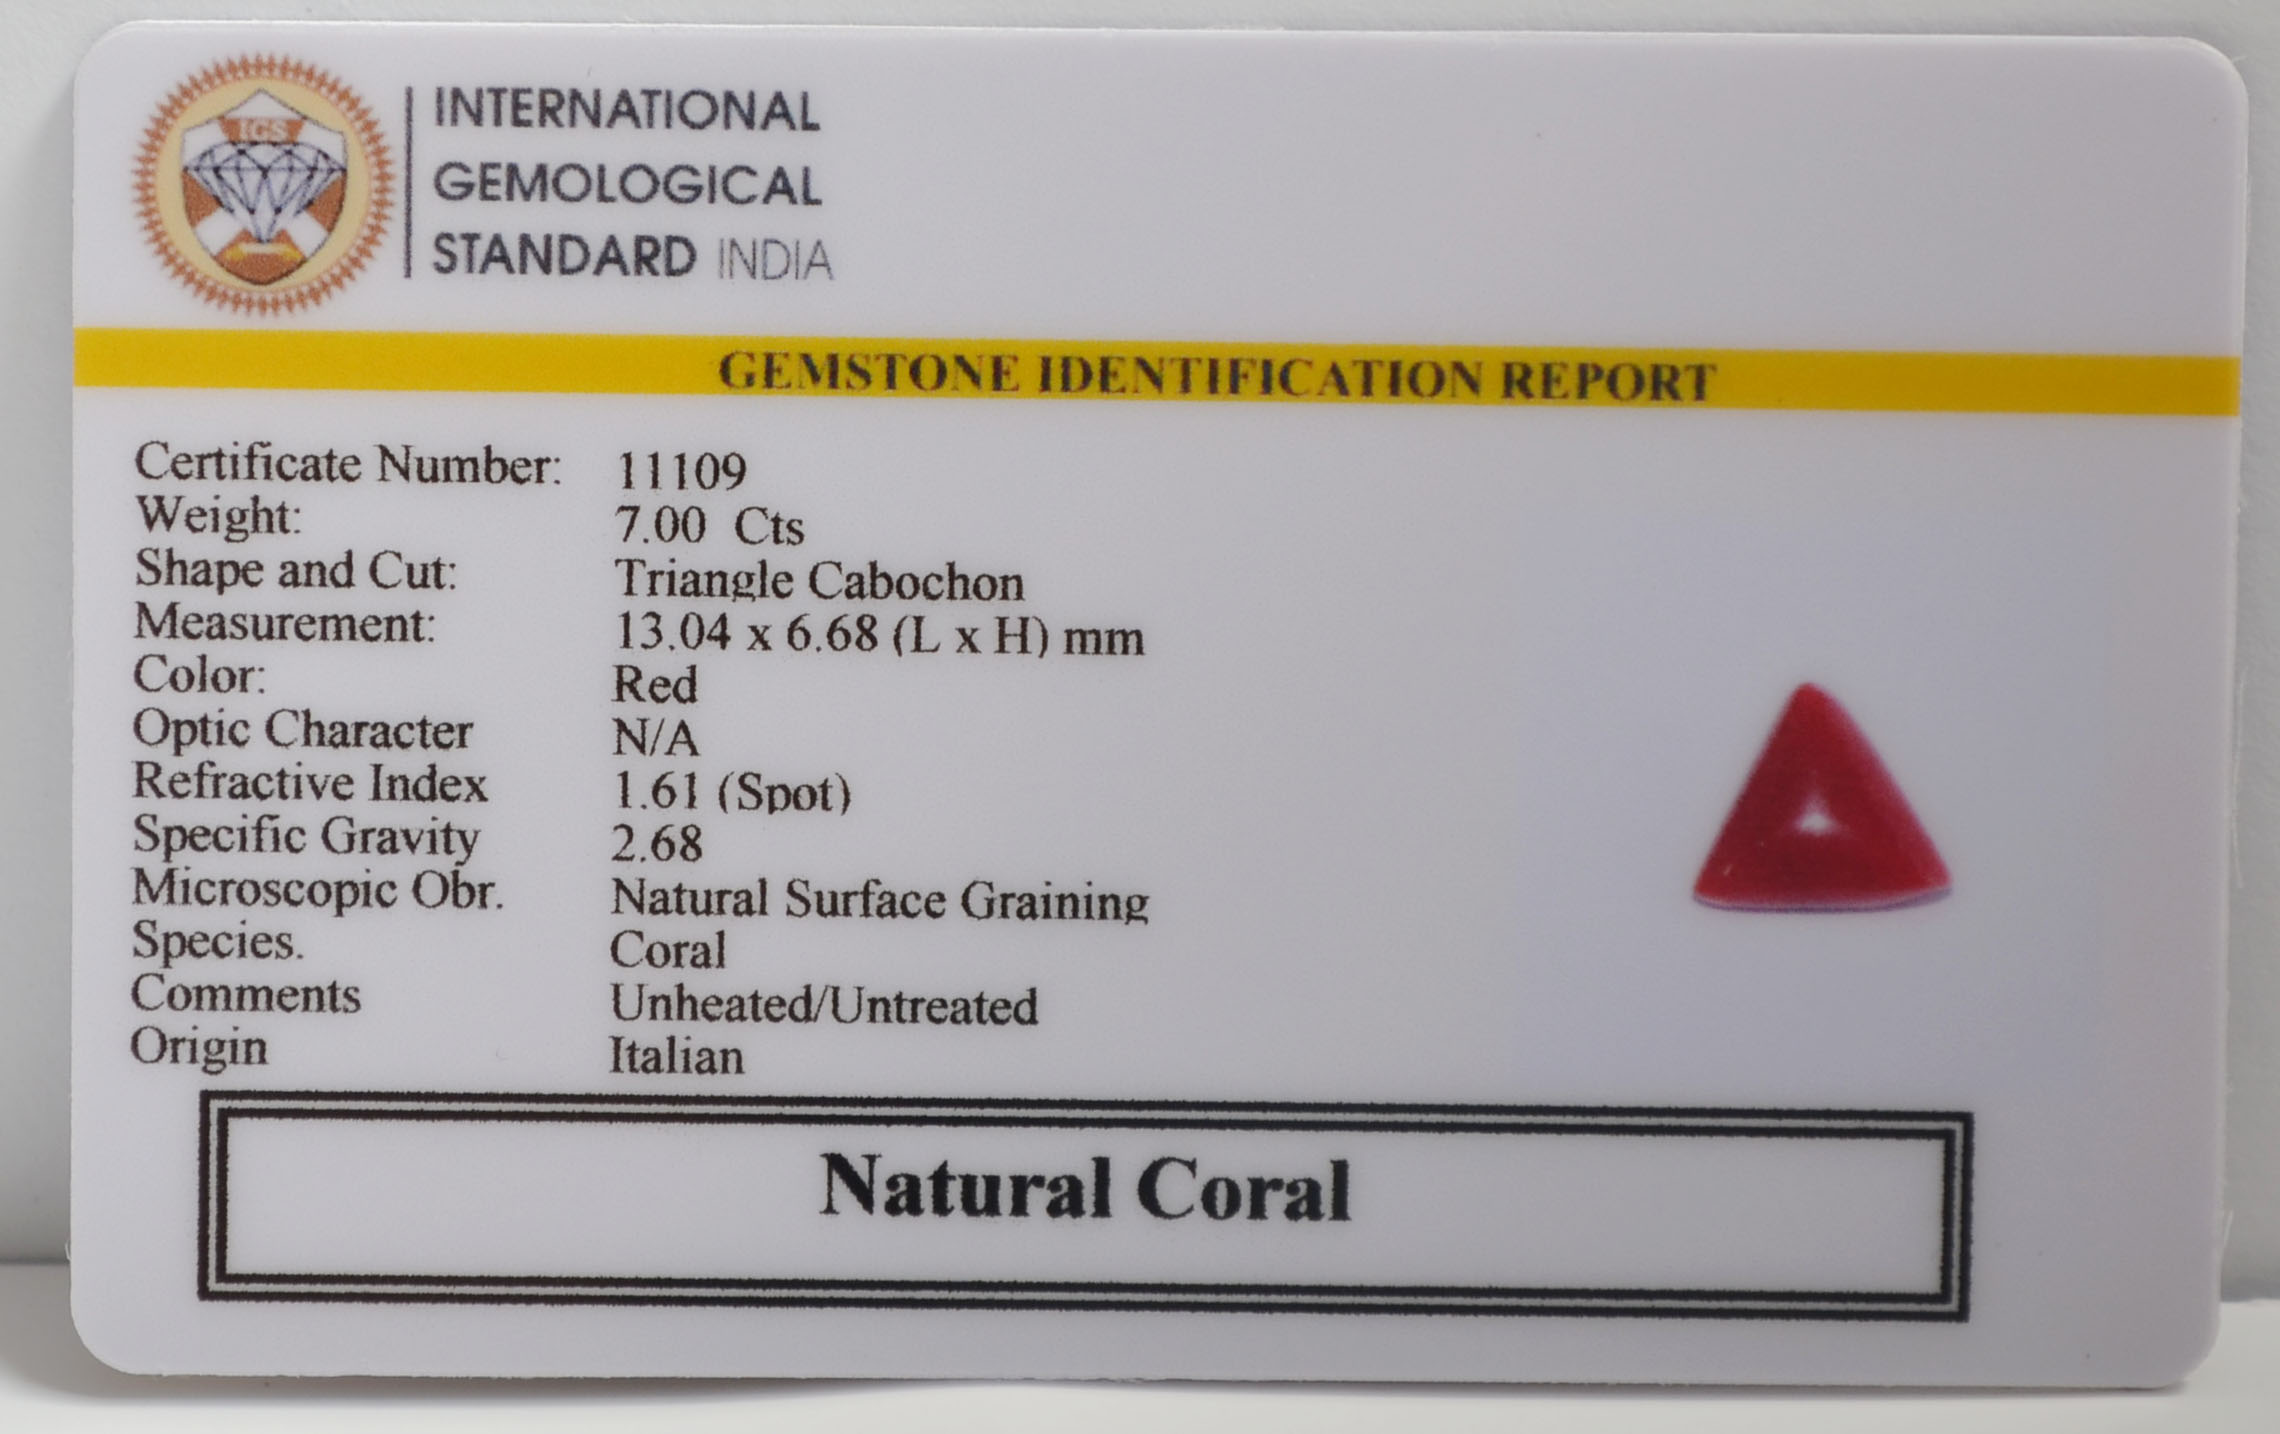 IGS
INTERNATIONAL
GEMOLOGICAL
STANDARD INDIA
GEMSTONE IDENTIFICATION REPORT
Certificate Number: 11109
Weight: 7.00 Cts
Shape and Cut: Triangle Cabochon
Measurement: 13.04 x 6.68 (L x H) mm
Color: Red
Optic Character N/A
Refractive Index 1.61 (Spot)
Specific Gravity 2.68
Microscopic Obr. Natural Surface Graining
Species. Coral
Comments Unheated/Untreated
Origin Italian
Natural Coral